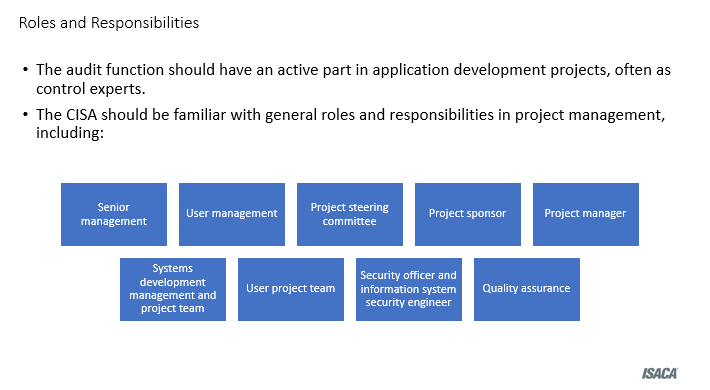 Roles and Responsibilities
• The audit function should have an active part in application development projects, often as
control experts.
• The CISA should be familiar with general roles and responsibilities in project management,
including:
Senior
management
User management
Project steering
committee
Project sponsor
Project manager
Systems
development
management and
project team
User project team
Security officer and
information system
security engineer
Quality assurance
ISACA